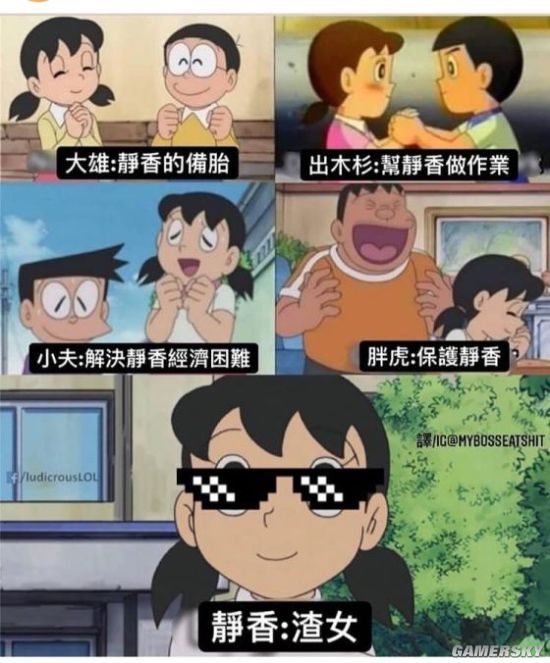 大雄:靜香的備胎
出木杉:幫靜香做作業
小夫:解決靜香經濟困難
胖虎:保護靜香
譯/IG@MYBOSSEATSHIT
f/ludicrousLOL
靜香:渣女
GAMERSKY